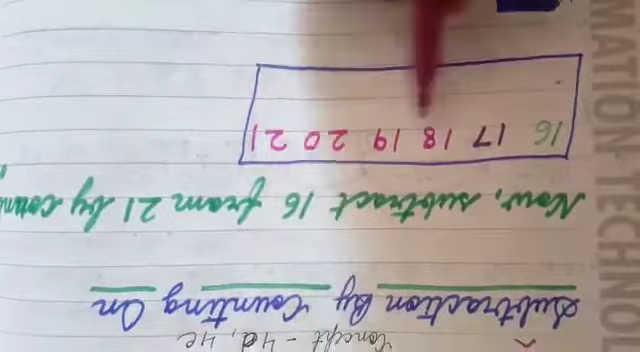 Concept - 4d, 4e
Subtraction By Counting On
Now, subtract 16 from 21 by coun
16 17 18 19 20 21
MATION TECHNOL